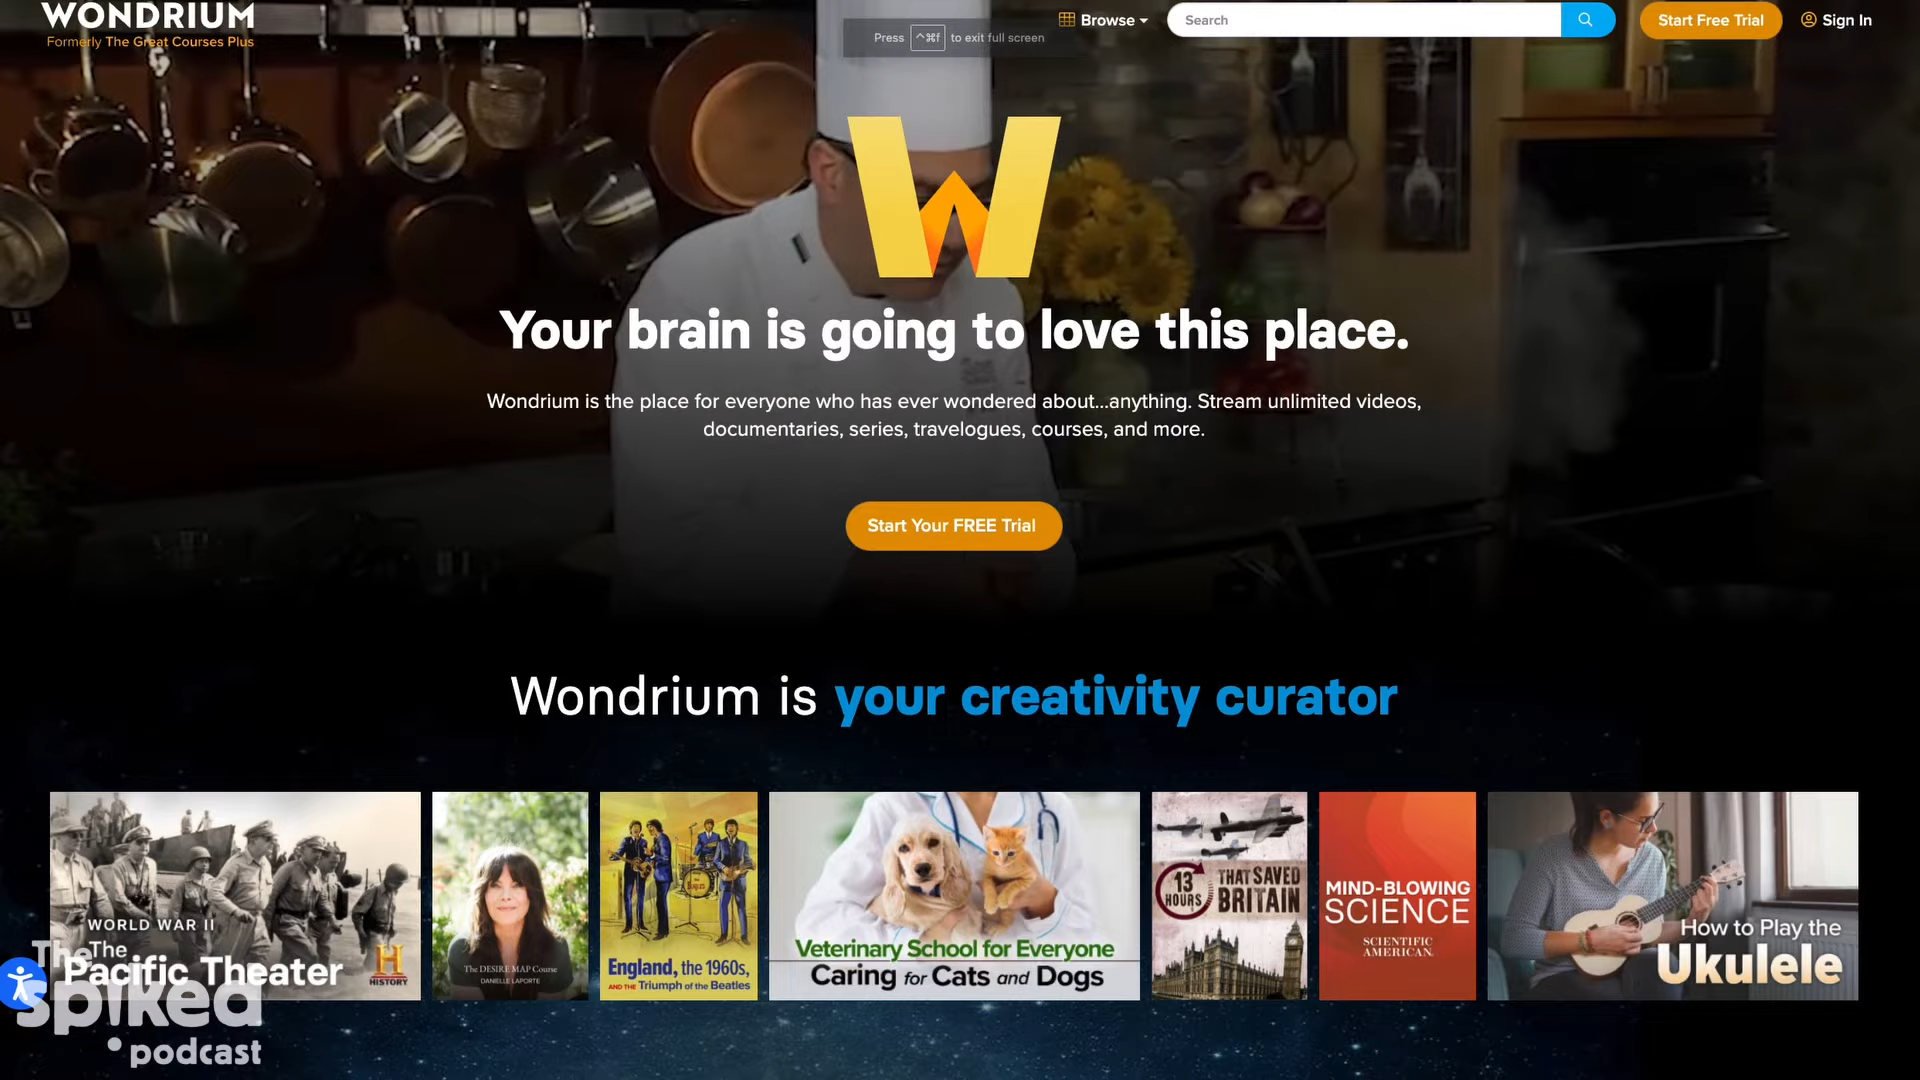 WONDRIUM
Formerly The Great Courses Plus
Press ^⌘f to exit full screen
Browse
Search
Start Free Trial
Sign In
W
Your brain is going to love this place.
Wondrium is the place for everyone who has ever wondered about...anything. Stream unlimited videos,
documentaries, series, travelogues, courses, and more.
Start Your FREE Trial
Wondrium is your creativity curator
WORLD WAR II
The
Pacific Theater
H
HISTORY
The DESIRE MAP Course
DANIELLE LAPORTE
England, the 1960s,
AND THE Triumph of the Beatles
Veterinary School for Everyone
Caring for Cats and Dogs
13
HOURS
THAT SAVED
BRITAIN
MIND-BLOWING
SCIENCE
SCIENTIFIC
AMERICAN
How to Play the
Ukulele
The
spiked
podcast